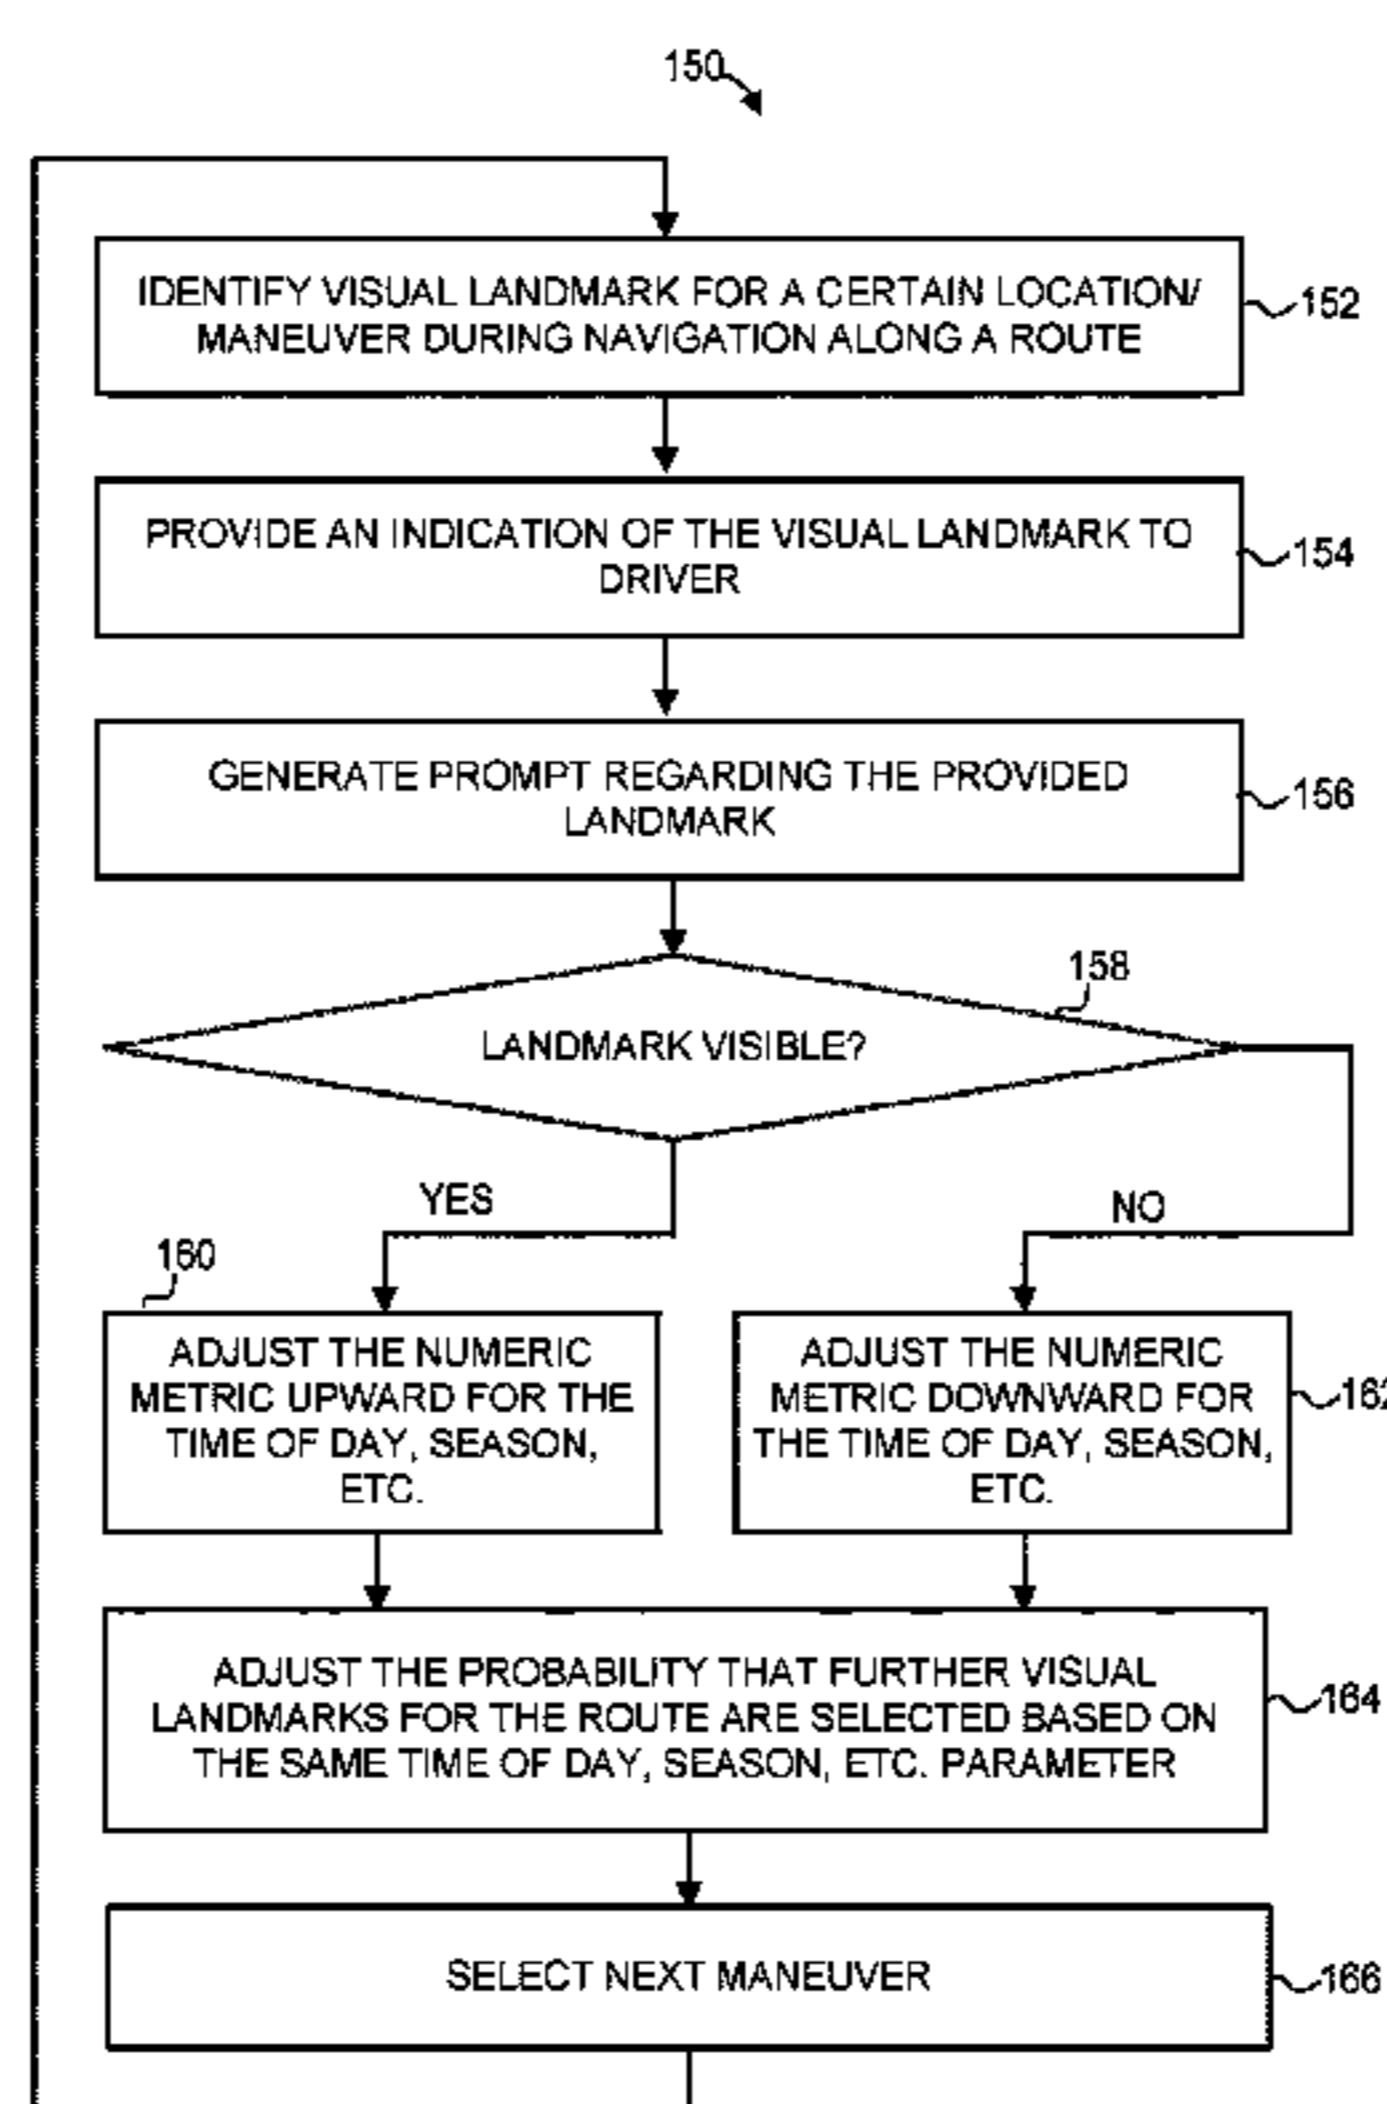 150
IDENTIFY VISUAL LANDMARK FOR A CERTAIN LOCATION/
MANEUVER DURING NAVIGATION ALONG A ROUTE
152
PROVIDE AN INDICATION OF THE VISUAL LANDMARK TO
DRIVER
154
GENERATE PROMPT REGARDING THE PROVIDED
LANDMARK
156
158
LANDMARK VISIBLE?
YES
NO
160
ADJUST THE NUMERIC
METRIC UPWARD FOR THE
TIME OF DAY, SEASON,
ETC.
ADJUST THE NUMERIC
METRIC DOWNWARD FOR
THE TIME OF DAY, SEASON,
ETC.
162
ADJUST THE PROBABILITY THAT FURTHER VISUAL
LANDMARKS FOR THE ROUTE ARE SELECTED BASED ON
THE SAME TIME OF DAY, SEASON, ETC. PARAMETER
164
SELECT NEXT MANEUVER
166